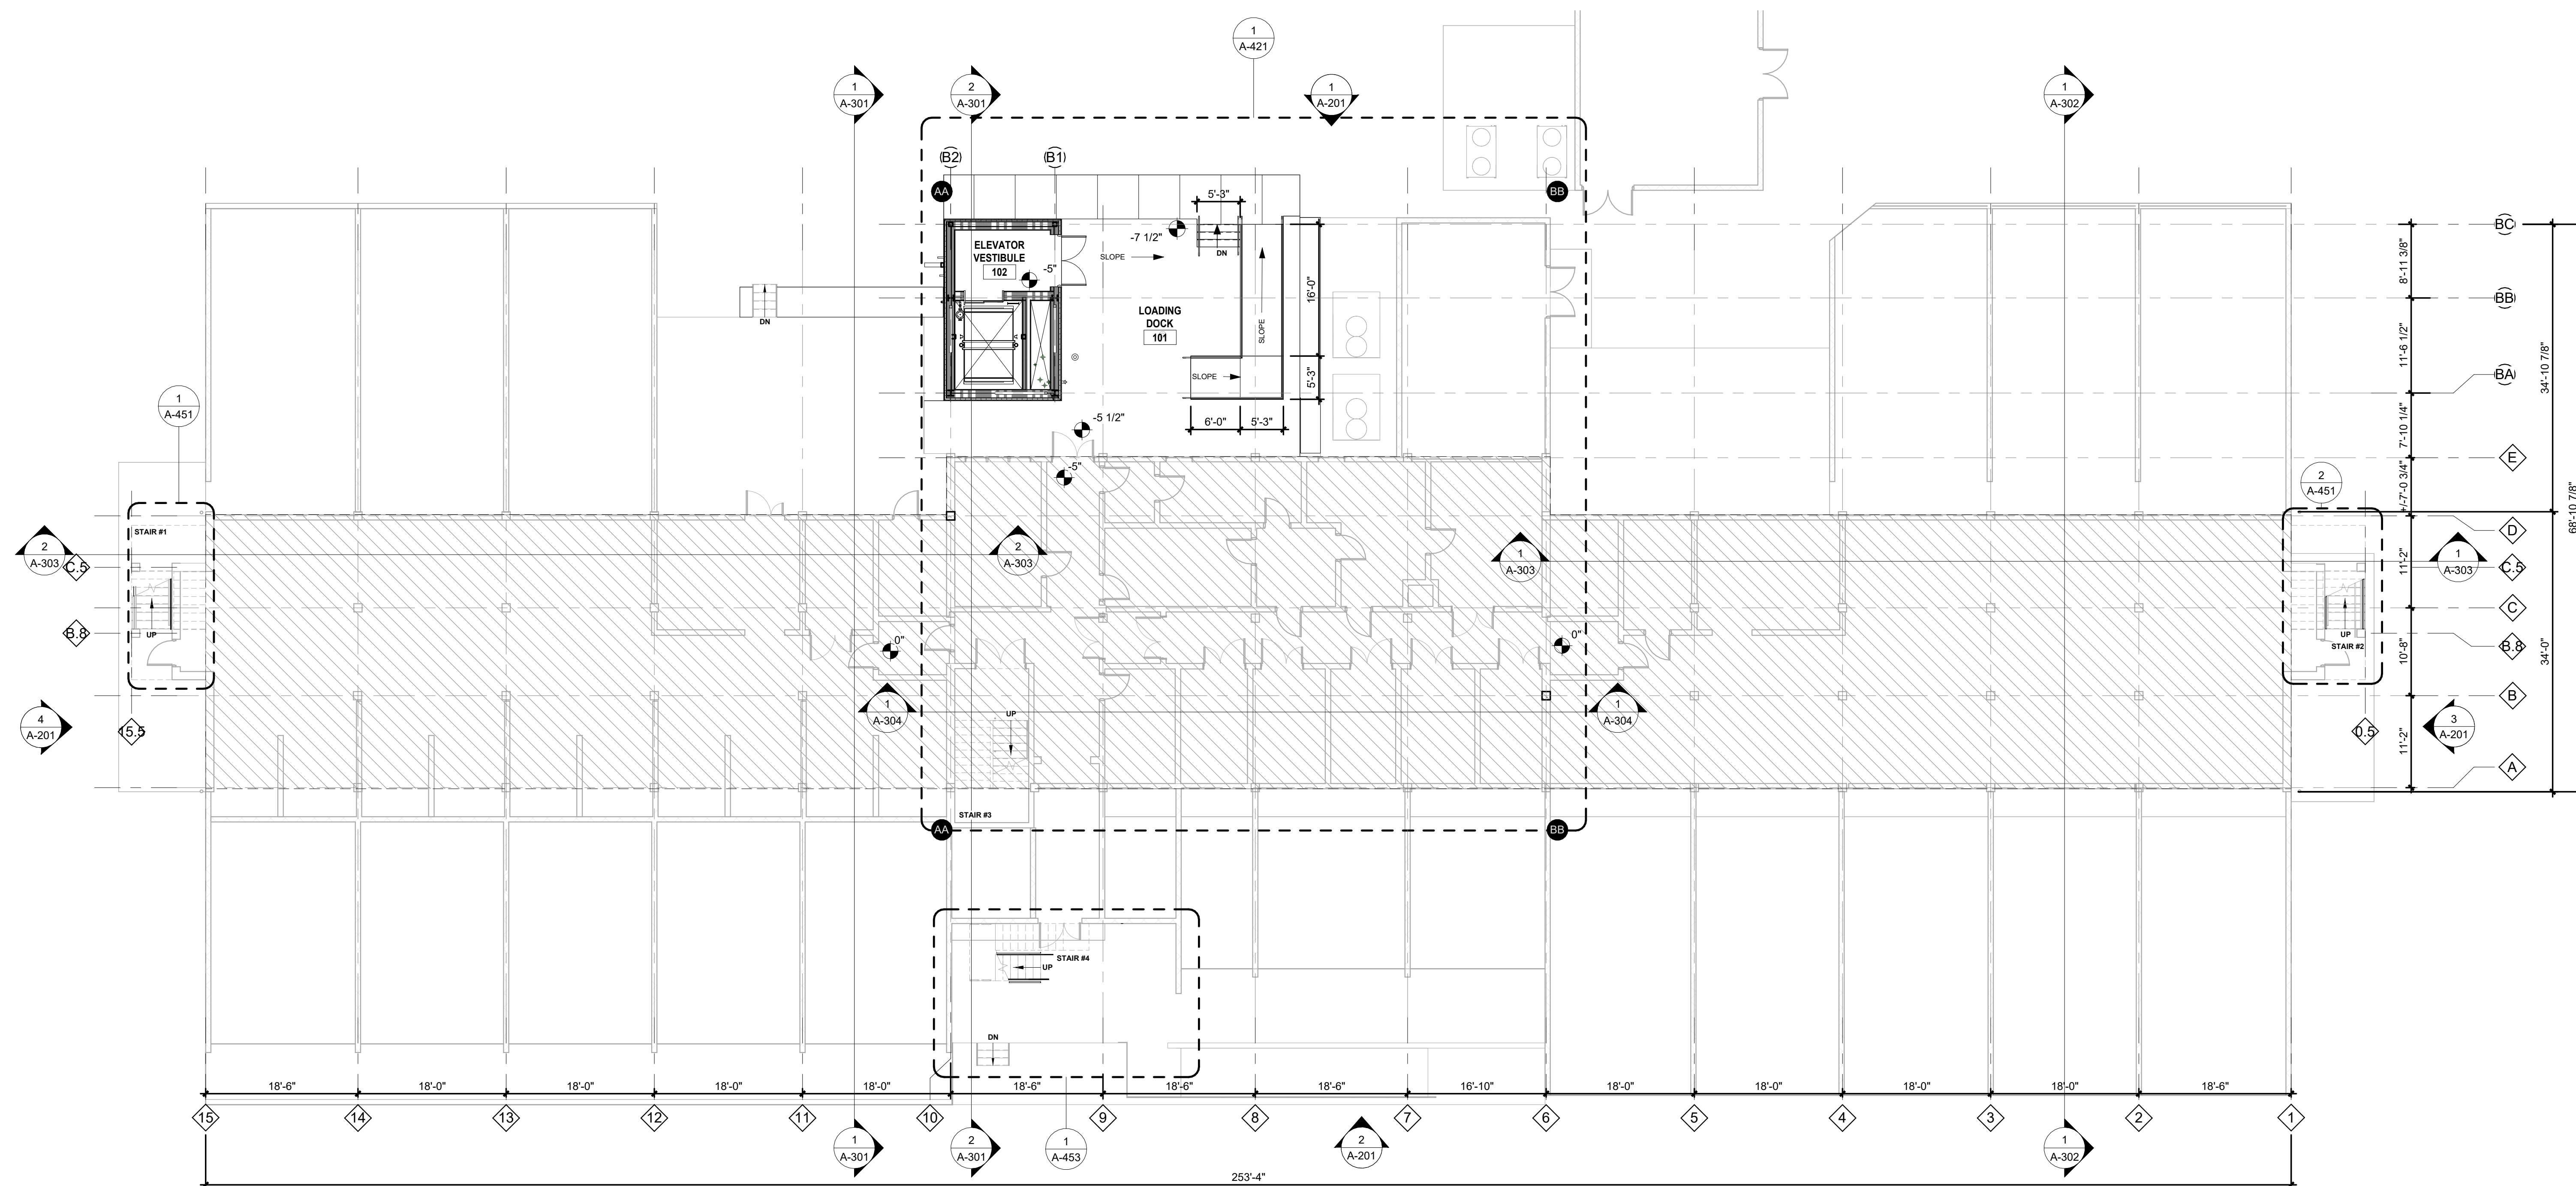 1
A-421
1
A-301
2
A-301
1
A-201
1
A-302
(B2)
(B1)
AA
BB
5'-3"
-7 1/2"
ELEVATOR
VESTIBULE
102
-5"
SLOPE
DN
BC
8'-11 3/8"
16'-0"
SLOPE
BB
DN
LOADING
DOCK
101
11'-6 1/2"
34'-10 7/8"
BA
SLOPE
5'-3"
1
A-451
-5 1/2"
6'-0"
5'-3"
7'-10 1/4"
E
-5"
+/-7'-0 3/4"
2
A-451
68'-10 7/8"
STAIR #1
D
2
A-303
2
A-303
1
A-303
1
A-303
C.5
11'-2"
C.5
C
B.8
UP
0"
0"
UP
STAIR #2
10'-8"
B.8
34'-0"
B
4
A-201
15.5
1
A-304
UP
1
A-304
0.5
3
A-201
11'-2"
A
STAIR #3
AA
BB
STAIR #4
UP
DN
18'-6"
18'-0"
18'-0"
18'-0"
18'-0"
18'-6"
18'-6"
18'-6"
16'-10"
18'-0"
18'-0"
18'-0"
18'-0"
18'-6"
15
14
13
12
11
10
9
8
7
6
5
4
3
2
1
1
A-301
2
A-301
1
A-453
2
A-201
1
A-302
253'-4"